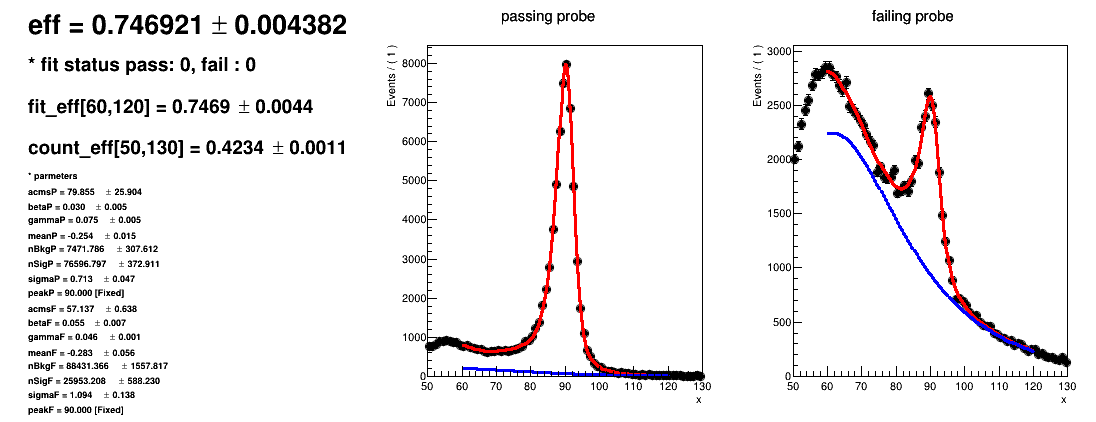 eff = 0.746921 ± 0.004382
* fit status pass: 0, fail : 0
fit_eff[60,120] = 0.7469 ± 0.0044
count_eff[50,130] = 0.4234 ± 0.0011
* parmeters
acmsP = 79.855 ± 25.904
betaP = 0.030 ± 0.005
gammaP = 0.075 ± 0.005
meanP = -0.254 ± 0.015
nBkgP = 7471.786 ± 307.612
nSigP = 76596.797 ± 372.911
sigmaP = 0.713 ± 0.047
peakP = 90.000 [Fixed]
acmsF = 57.137 ± 0.638
betaF = 0.055 ± 0.007
gammaF = 0.046 ± 0.001
meanF = -0.283 ± 0.056
nBkgF = 88431.366 ± 1557.817
nSigF = 25953.208 ± 588.230
sigmaF = 1.094 ± 0.138
peakF = 90.000 [Fixed]
passing probe
Events / ( 1 )
8000
7000
6000
5000
4000
3000
2000
1000
0
50 60 70 80 90 100 110 120 130
x
failing probe
Events / ( 1 )
3000
2500
2000
1500
1000
500
0
50 60 70 80 90 100 110 120 130
x